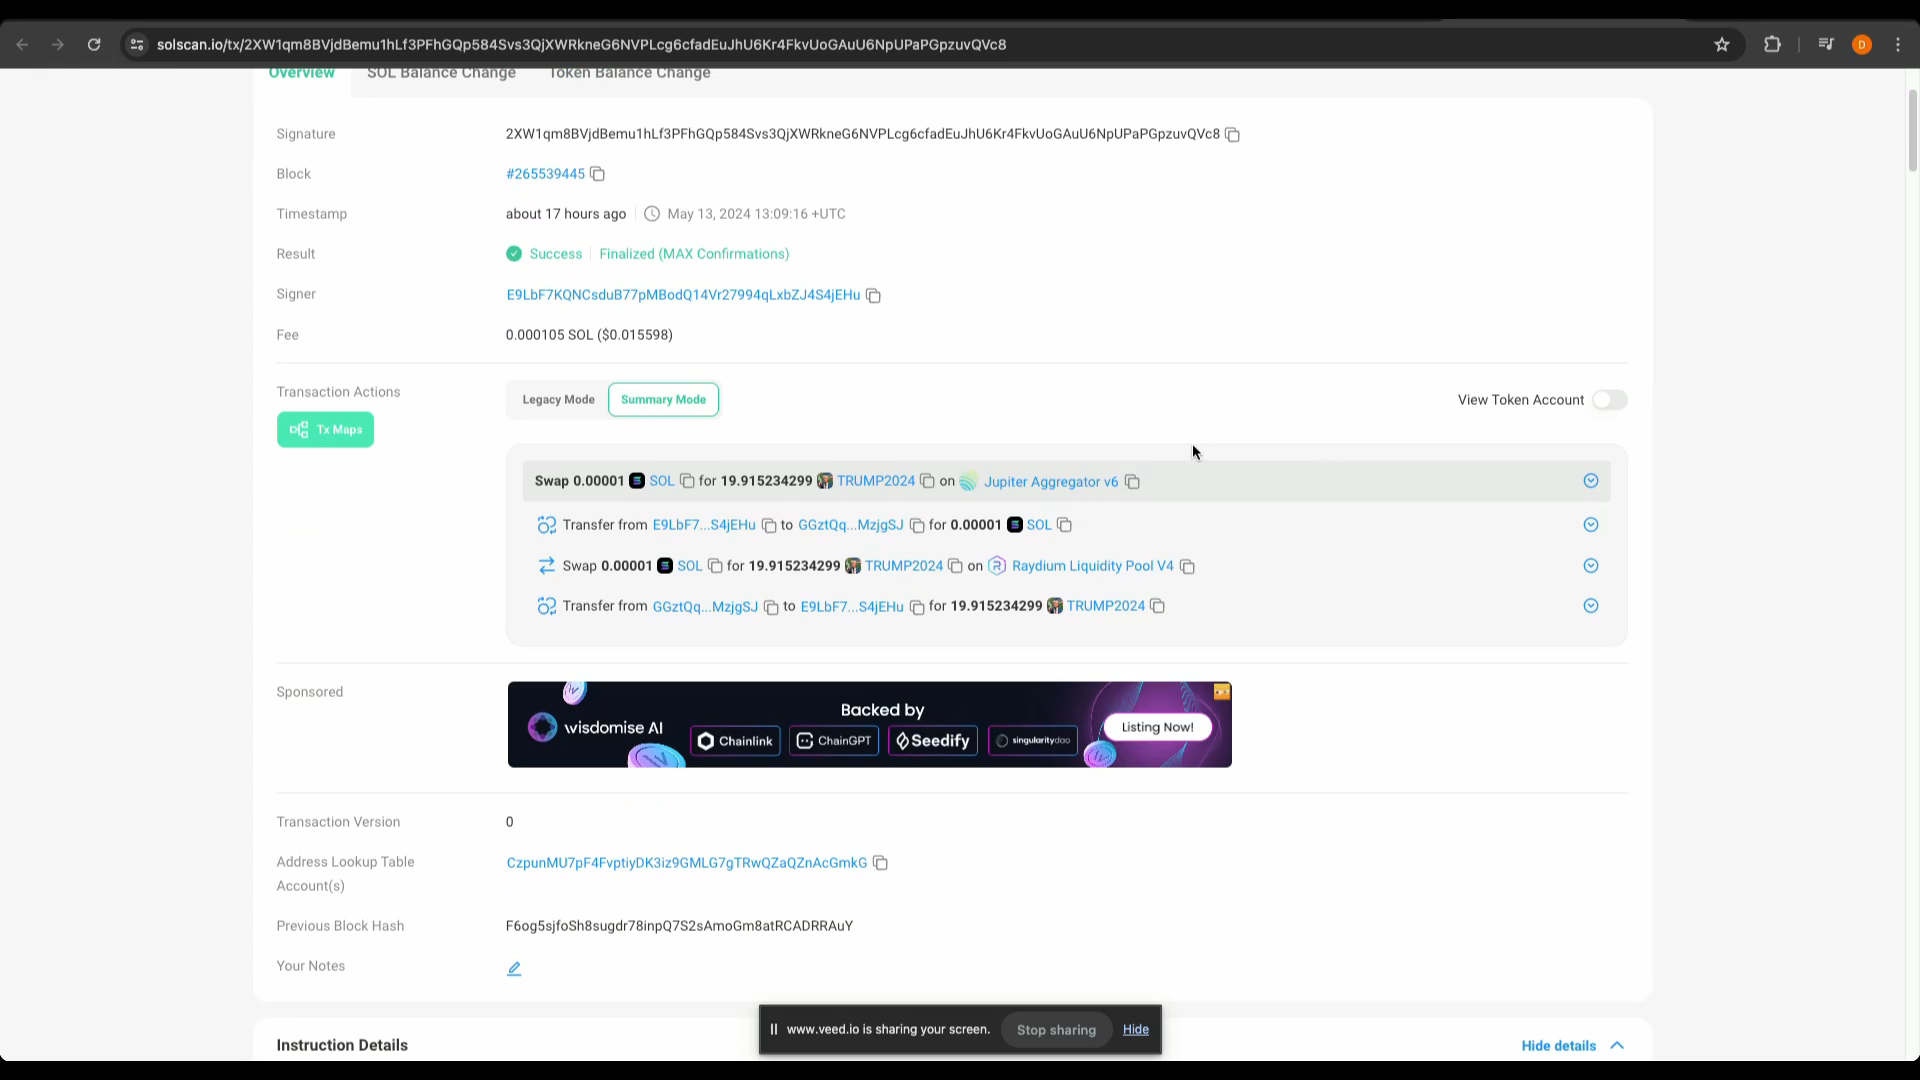 solscan.io/tx/2XW1qm8BVjdBemu1hLf3PFhGQp584Svs3QjXWRkneG6NVPLcg6cfadEuJhU6Kr4FkvUoGAuU6NpUPaPGpzuvQVc8
D
Overview SOL Balance Change Token Balance Change
Signature 2XW1qm8BVjdBemu1hLf3PFhGQp584Svs3QjXWRkneG6NVPLcg6cfadEuJhU6Kr4FkvUoGAuU6NpUPaPGpzuvQVc8
Block #265539445
Timestamp about 17 hours ago May 13, 2024 13:09:16 +UTC
Result Success Finalized (MAX Confirmations)
Signer E9LbF7KQNCsduB77pMBodQ14Vr27994qLxbZJ4S4jEHu
Fee 0.000105 SOL ($0.015598)
Transaction Actions Legacy Mode Summary Mode View Token Account
Tx Maps
Swap 0.00001 SOL for 19.915234299 TRUMP2024 on Jupiter Aggregator v6
Transfer from E9LbF7...S4jEHu to GGztQq...MzjgSJ for 0.00001 SOL
Swap 0.00001 SOL for 19.915234299 TRUMP2024 on Raydium Liquidity Pool V4
Transfer from GGztQq...MzjgSJ to E9LbF7...S4jEHu for 19.915234299 TRUMP2024
Sponsored
wisdomise AI
Backed by
Chainlink ChainGPT Seedify singularitydao
Listing Now!
Transaction Version 0
Address Lookup Table Account(s) CzpunMU7pF4FvptiyDK3iz9GMLG7gTRwQZaQZnAcGmkG
Previous Block Hash F6og5sjfoSh8sugdr78inpQ7S2sAmoGm8atRCADRRAuY
Your Notes
www.veed.io is sharing your screen. Stop sharing Hide
Instruction Details Hide details